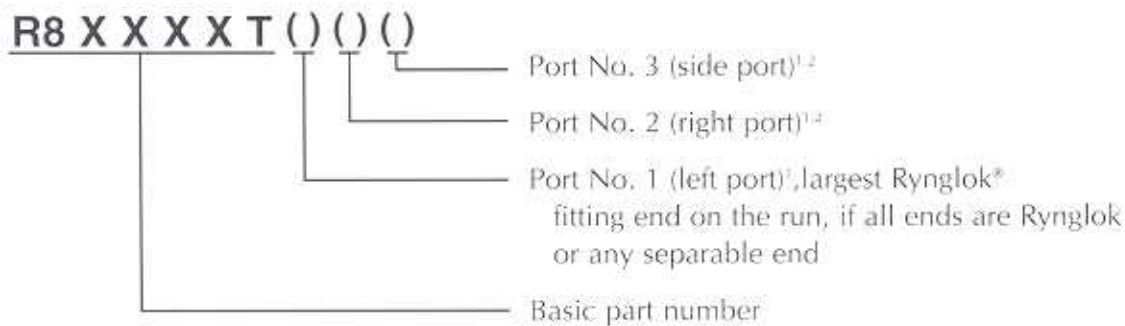 R8 X X X X T ( ) ( ) ( )
Port No. 3 (side port)¹˒²
Port No. 2 (right port)¹˒²
Port No. 1 (left port)¹,largest Rynglok®
fitting end on the run, if all ends are Rynglok
or any separable end
Basic part number